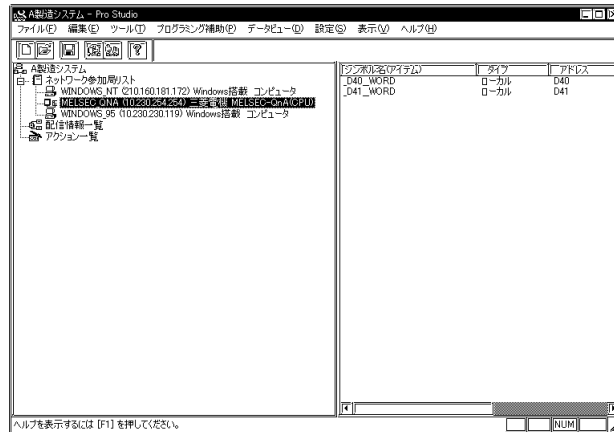 A製造システム - Pro Studio
ファイル(F) 編集(E) ツール(T) プログラミング補助(P) データビュー(D) 設定(S) 表示(V) ヘルプ(H)
A製造システム
ネットワーク参加局リスト
WINDOWS_NT (210.160.181.172) Windows搭載 コンピュータ
MELSEC_QNA (10.230.254.254) 三菱電機 MELSEC-QnA(CPU)
WINDOWS_95 (10.230.230.119) Windows搭載 コンピュータ
配信情報一覧
アクション一覧
シンボル名(アイテム) タイプ アドレス
_D40_WORD ローカル D40
_D41_WORD ローカル D41
ヘルプを表示するには [F1] を押してください。
NUM